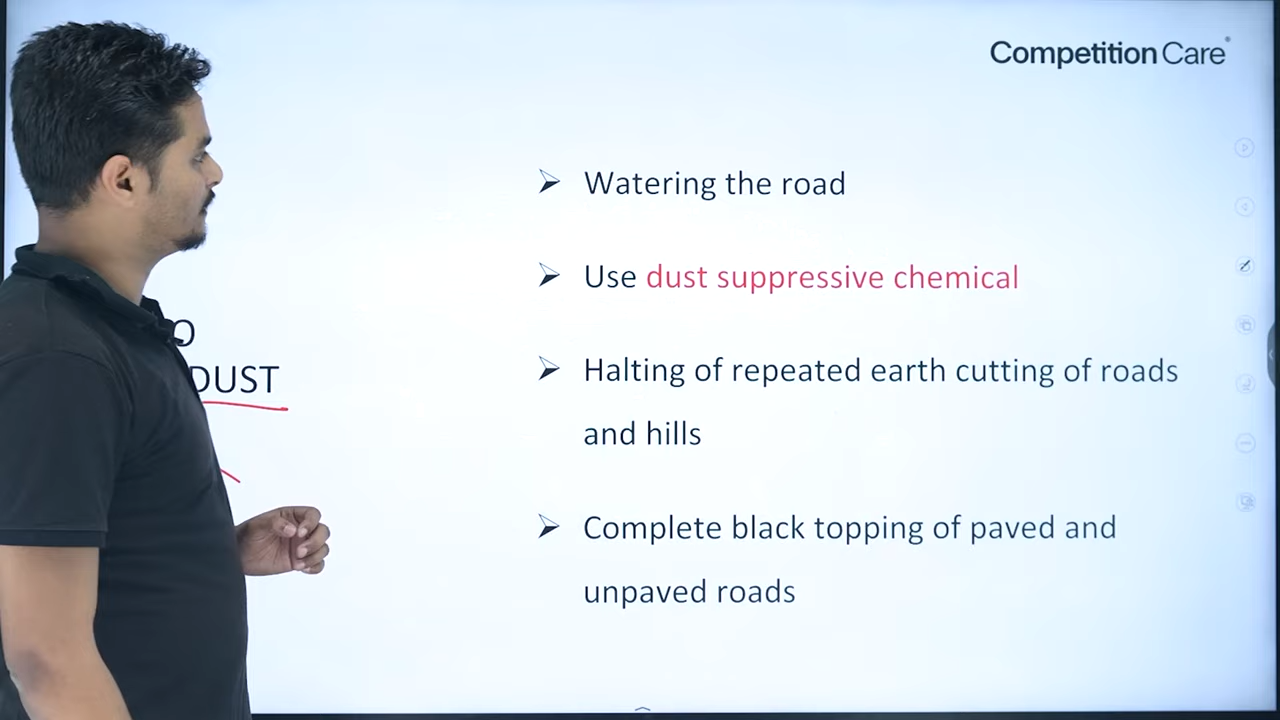 Competition Care
Watering the road
Use dust suppressive chemical
O
DUST
Halting of repeated earth cutting of roads
and hills
Complete black topping of paved and
unpaved roads